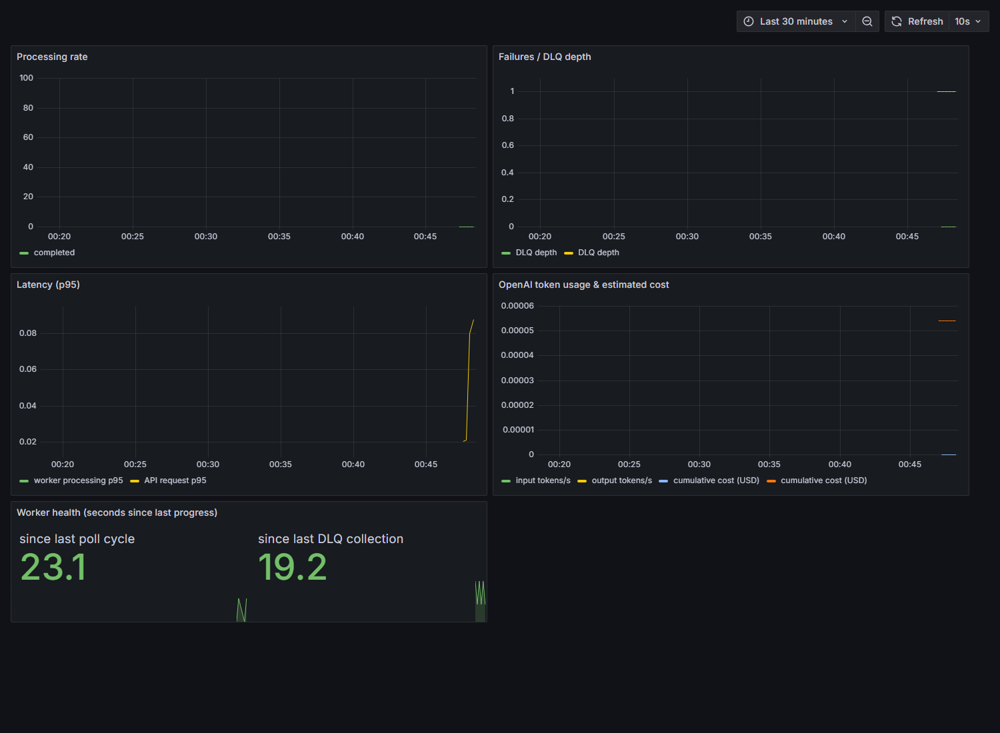 Last 30 minutes Refresh 10s
Processing rate
100
80
60
40
20
0
00:20 00:25 00:30 00:35 00:40 00:45
completed
Failures / DLQ depth
1
0.8
0.6
0.4
0.2
0
00:20 00:25 00:30 00:35 00:40 00:45
DLQ depth DLQ depth
Latency (p95)
0.08
0.06
0.04
0.02
00:20 00:25 00:30 00:35 00:40 00:45
worker processing p95 API request p95
OpenAI token usage & estimated cost
0.00006
0.00005
0.00004
0.00003
0.00002
0.00001
0
00:20 00:25 00:30 00:35 00:40 00:45
input tokens/s output tokens/s cumulative cost (USD) cumulative cost (USD)
Worker health (seconds since last progress)
since last poll cycle
23.1
since last DLQ collection
19.2